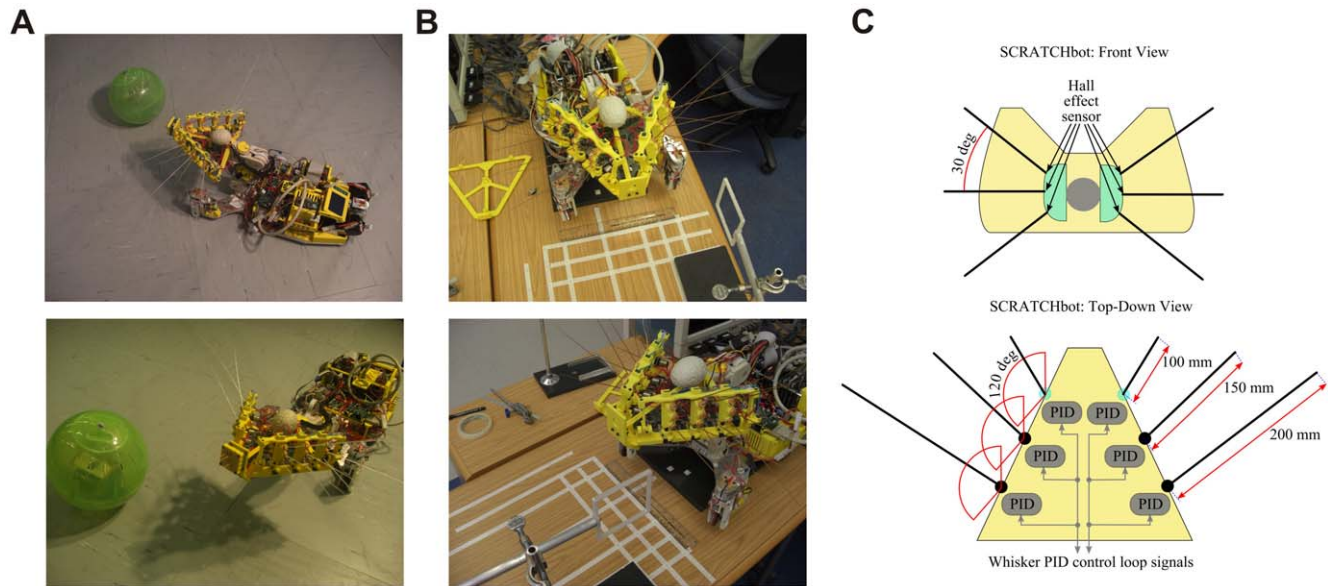 A
B
C
SCRATCHbot: Front View
Hall
effect
sensor
30 deg
SCRATCHbot: Top-Down View
120 deg
100 mm
150 mm
200 mm
PID PID
PID PID
PID PID
Whisker PID control loop signals